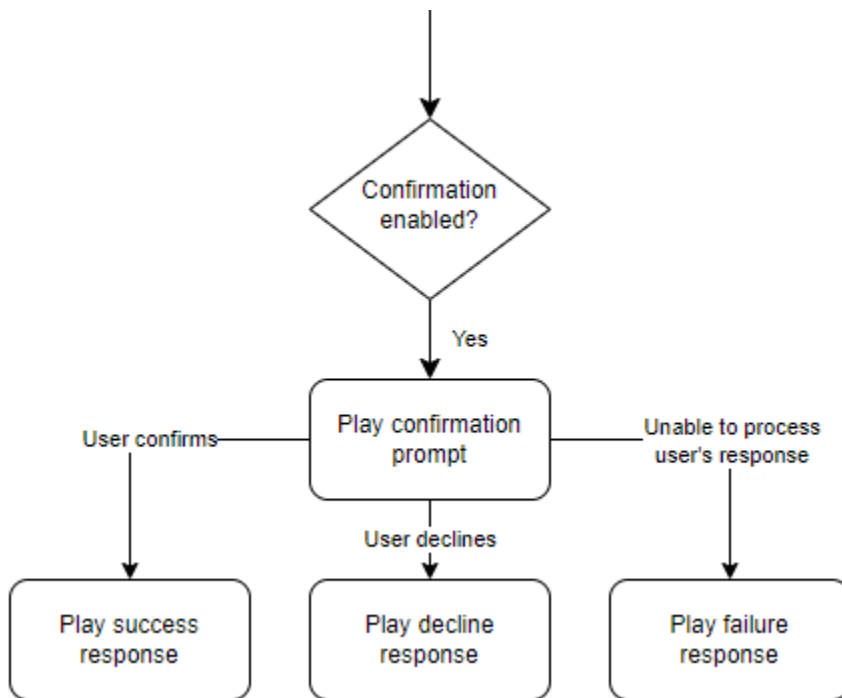 Confirmation
enabled?
Yes
Play confirmation
prompt
User confirms
Unable to process
user's response
User declines
Play success
response
Play decline
response
Play failure
response